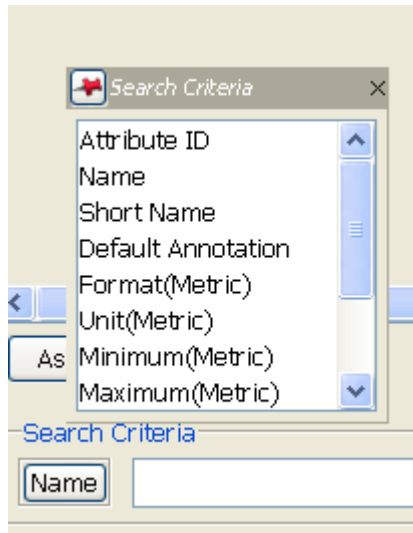 Search Criteria
Attribute ID
Name
Short Name
Default Annotation
Format(Metric)
Unit(Metric)
Minimum(Metric)
As
Maximum(Metric)
Search Criteria
Name